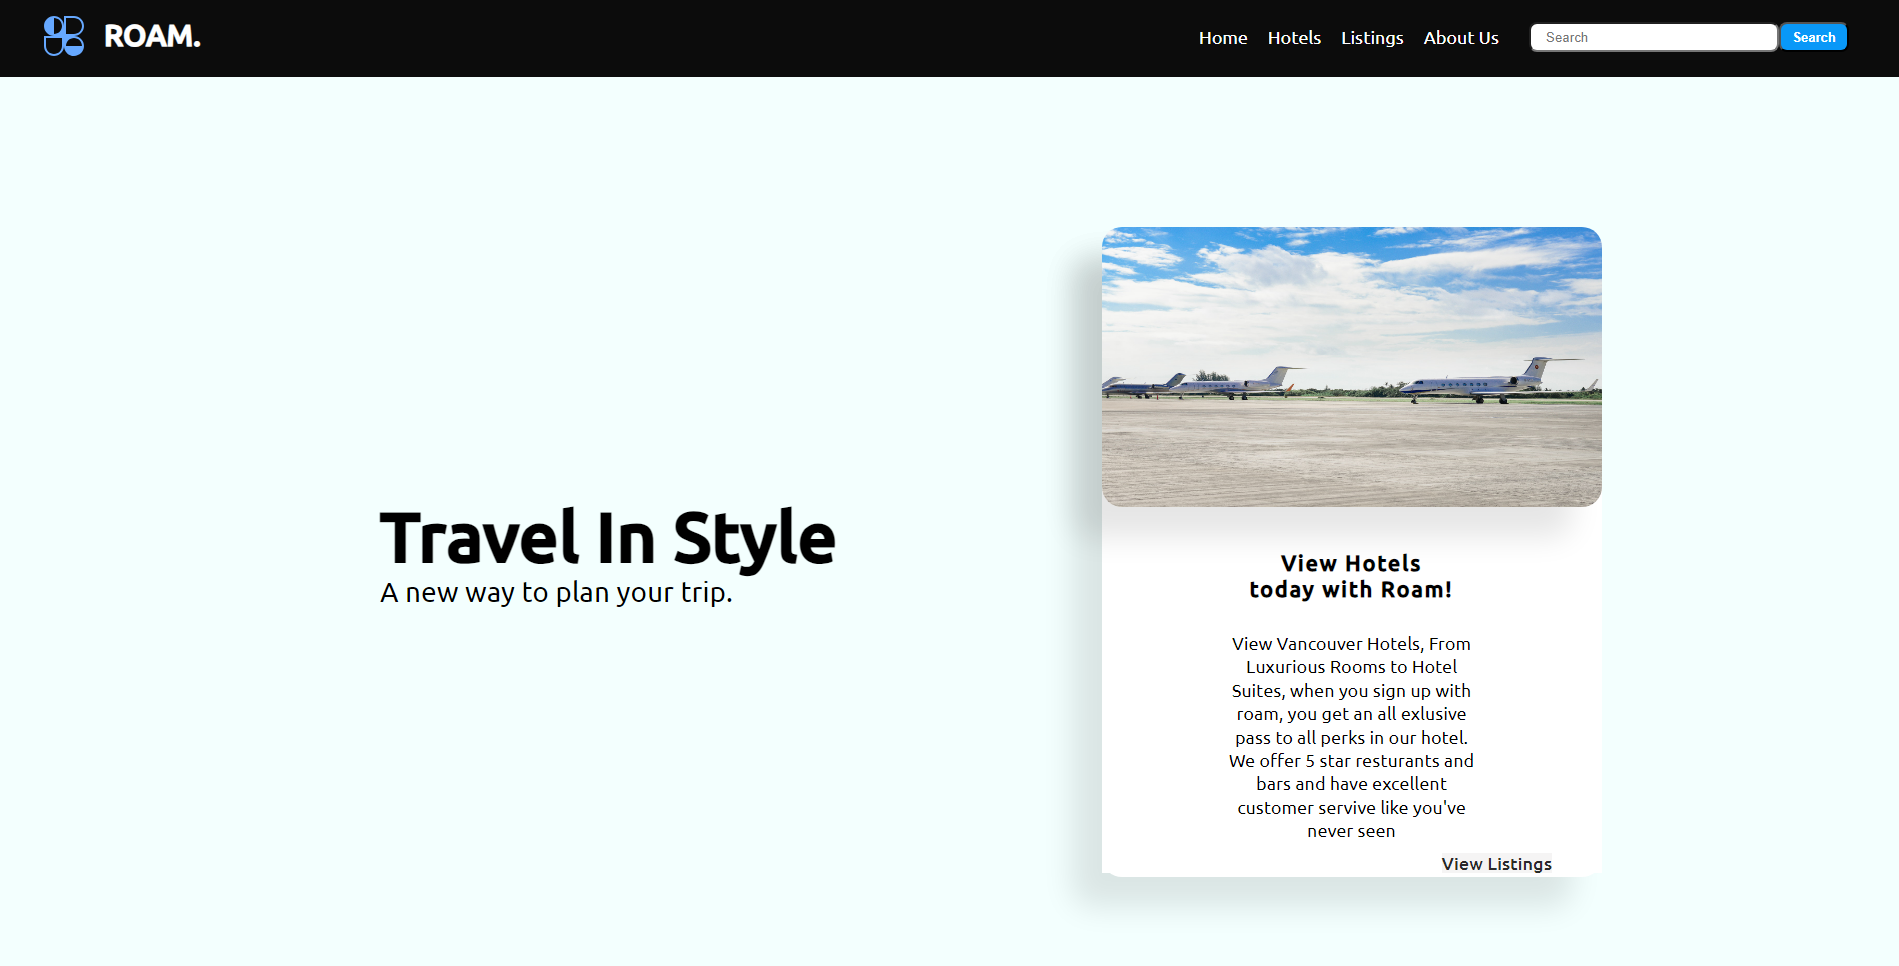 ROAM.
Home Hotels Listings About Us Search Search
Travel In Style
A new way to plan your trip.
View Hotels
today with Roam!
View Vancouver Hotels, From
Luxurious Rooms to Hotel
Suites, when you sign up with
roam, you get an all exlusive
pass to all perks in our hotel.
We offer 5 star resturants and
bars and have excellent
customer servive like you've
never seen
View Listings